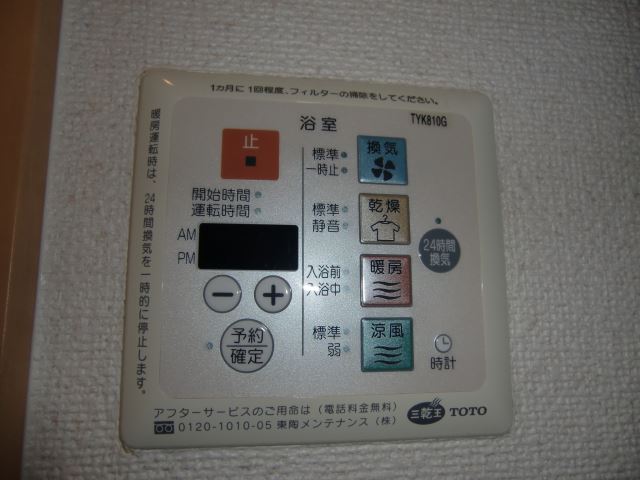 1カ月に1回程度、フィルターの掃除をしてください。
暖房運転時は、24時間換気を一時的に停止します。
浴室
TYK810G
止
標準
一時止
換気
開始時間
運転時間
標準
静音
乾燥
AM
PM
24時間
換気
入浴前
入浴中
暖房
予約
確定
標準
弱
涼風
時計
アフターサービスのご用命は（電話料金無料）
0120-1010-05 東陶メンテナンス（株）
三乾王 TOTO